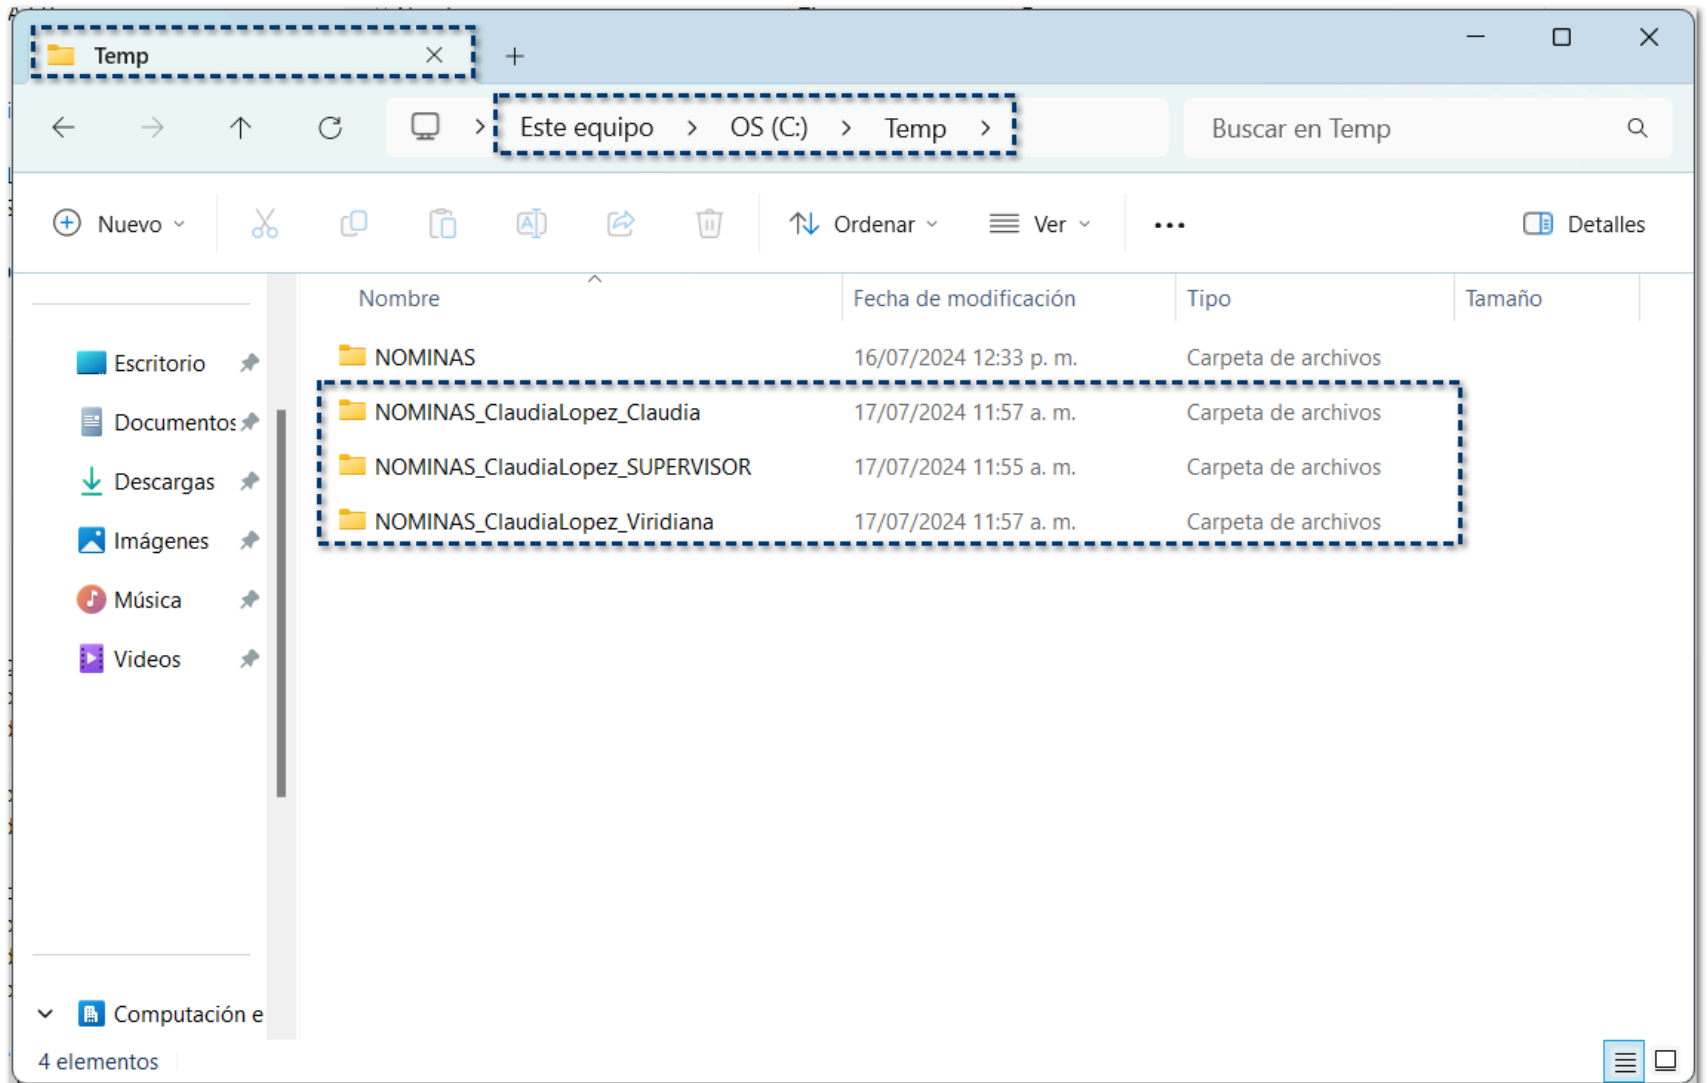 Temp
Este equipo > OS (C:) > Temp >
Buscar en Temp
Nuevo
Ordenar
Ver
Detalles
Nombre Fecha de modificación Tipo Tamaño
Escritorio
Documentos
Descargas
Imágenes
Música
Videos
Computación e
NOMINAS 16/07/2024 12:33 p. m. Carpeta de archivos
NOMINAS_ClaudiaLopez_Claudia 17/07/2024 11:57 a. m. Carpeta de archivos
NOMINAS_ClaudiaLopez_SUPERVISOR 17/07/2024 11:55 a. m. Carpeta de archivos
NOMINAS_ClaudiaLopez_Viridiana 17/07/2024 11:57 a. m. Carpeta de archivos
4 elementos